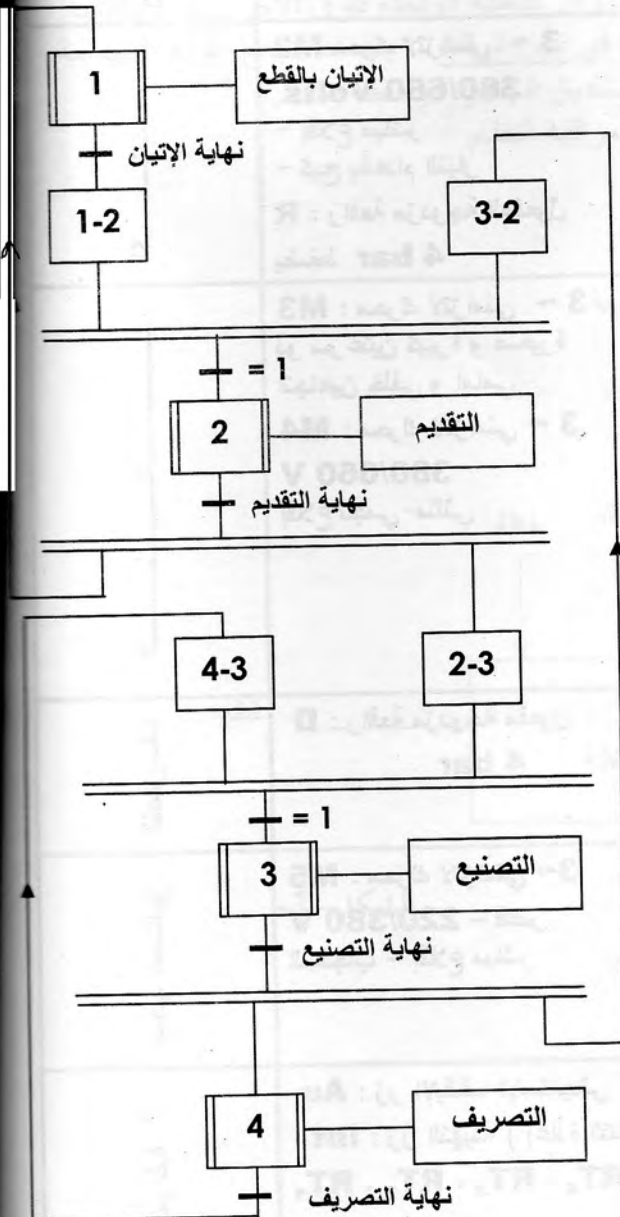 1
الإتيان بالقطع
نهاية الإتيان
1-2
3-2
= 1
2
التقديم
نهاية التقديم
4-3
2-3
= 1
3
التصنيع
نهاية التصنيع
4
التصريف
نهاية التصريف